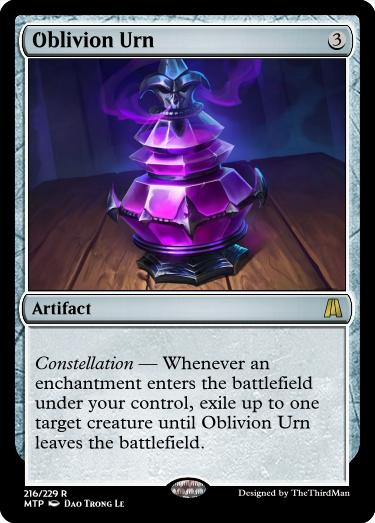 Oblivion Urn 3
Artifact
Constellation — Whenever an
enchantment enters the battlefield
under your control, exile up to one
target creature until Oblivion Urn
leaves the battlefield.
216/229 R
MTP Dao Trong Le
Designed by TheThirdMan